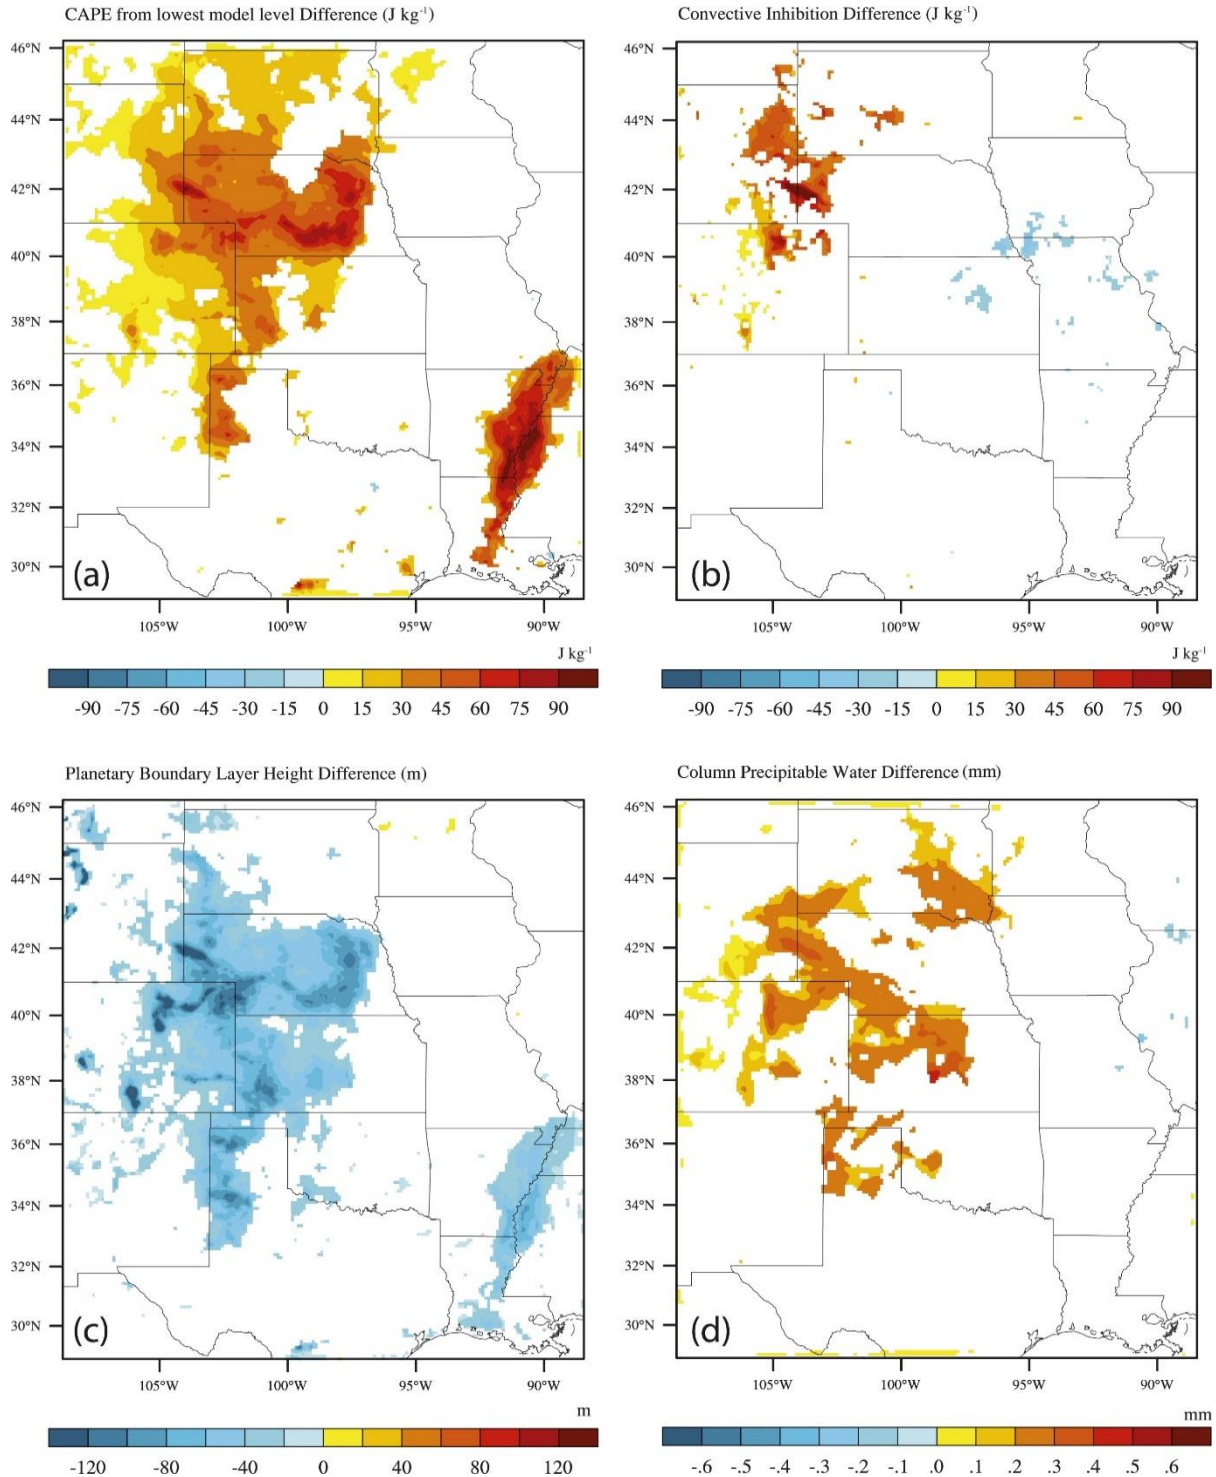 CAPE from lowest model level Difference (J kg⁻¹)
Convective Inhibition Difference (J kg⁻¹)
46°N
44°N
42°N
40°N
38°N
36°N
34°N
32°N
30°N
(a)
105°W 100°W 95°W 90°W
J kg⁻¹
-90 -75 -60 -45 -30 -15 0 15 30 45 60 75 90
46°N
44°N
42°N
40°N
38°N
36°N
34°N
32°N
30°N
(b)
105°W 100°W 95°W 90°W
J kg⁻¹
-90 -75 -60 -45 -30 -15 0 15 30 45 60 75 90
Planetary Boundary Layer Height Difference (m)
Column Precipitable Water Difference (mm)
46°N
44°N
42°N
40°N
38°N
36°N
34°N
32°N
30°N
(c)
105°W 100°W 95°W 90°W
m
-120 -80 -40 0 40 80 120
46°N
44°N
42°N
40°N
38°N
36°N
34°N
32°N
30°N
(d)
105°W 100°W 95°W 90°W
mm
-.6 -.5 -.4 -.3 -.2 -.1 .0 .1 .2 .3 .4 .5 .6